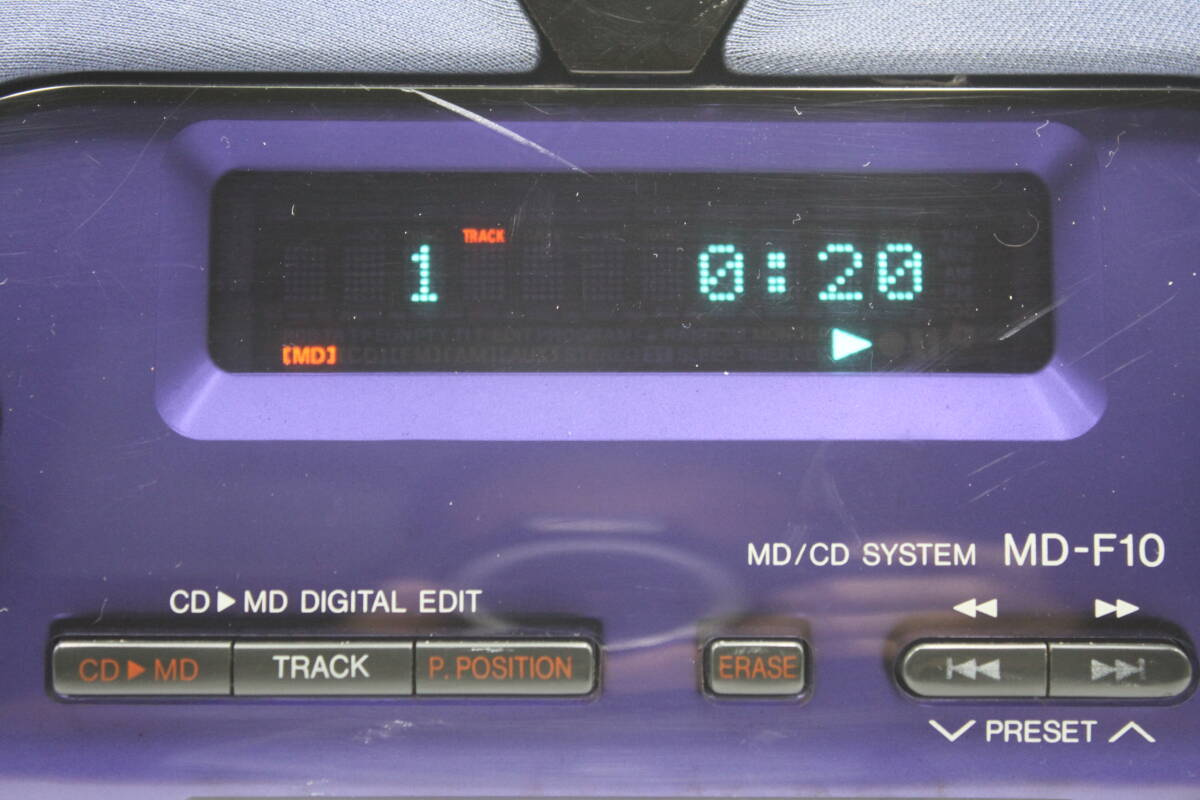 TRACK
1 0:20
[MD]
MD/CD SYSTEM MD-F10
CD▶MD DIGITAL EDIT
CD▶MD TRACK P.POSITION ERASE
PRESET